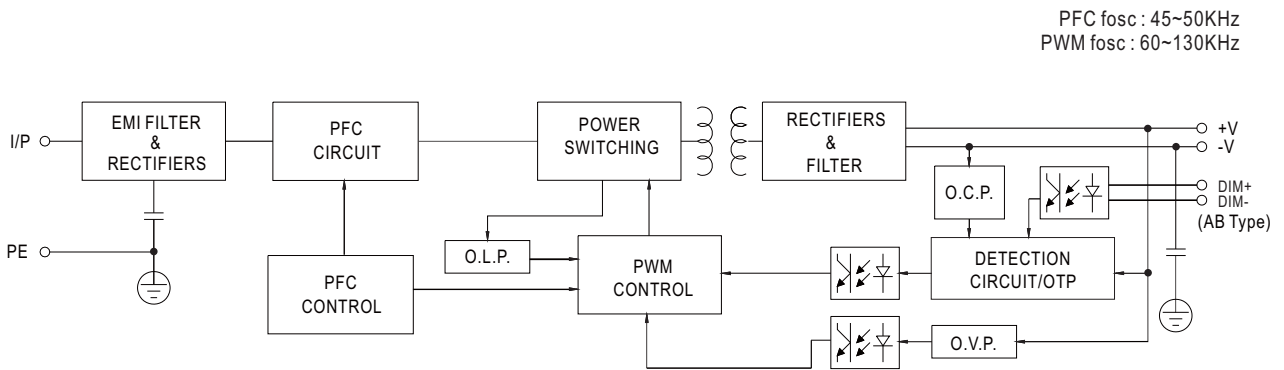 PFC fosc : 45~50KHz
PWM fosc : 60~130KHz
I/P
EMI FILTER
&
RECTIFIERS
PFC
CIRCUIT
POWER
SWITCHING
RECTIFIERS
&
FILTER
+V
-V
O.C.P.
DIM+
DIM-
(AB Type)
PE
O.L.P.
PFC
CONTROL
PWM
CONTROL
DETECTION
CIRCUIT/OTP
O.V.P.